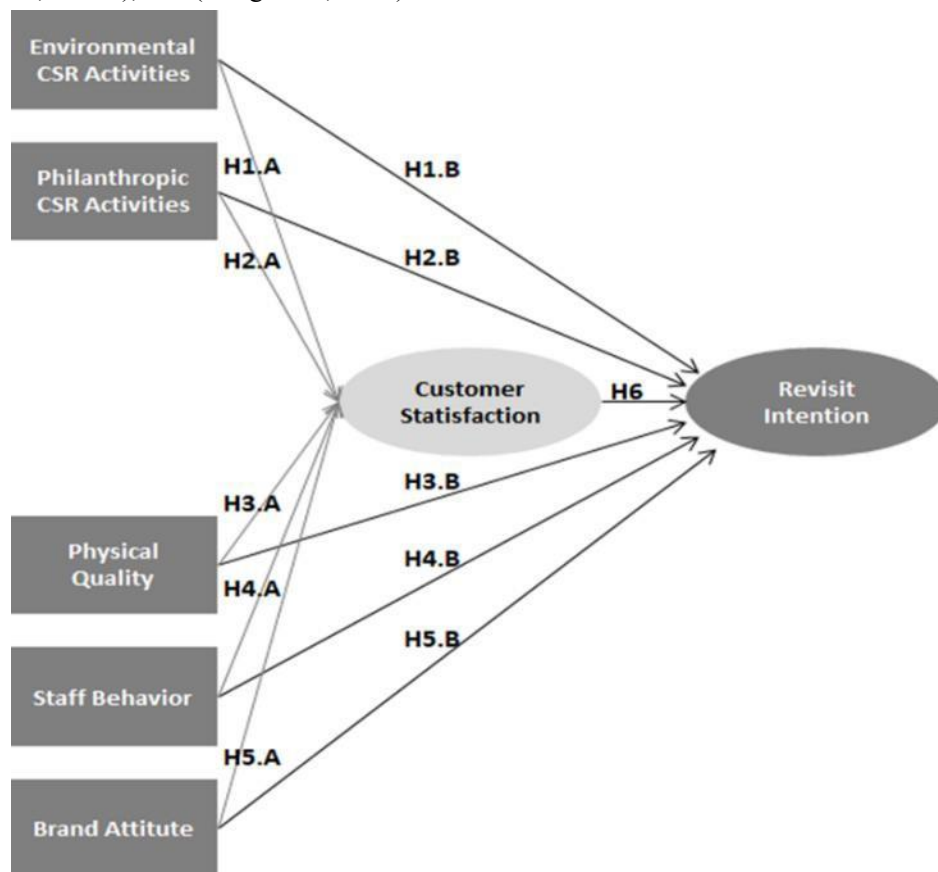 Environmental
CSR Activities
H1.A
H1.B
Philanthropic
CSR Activities
H2.A
H2.B
Customer
Statisfaction
H6
Revisit
Intention
H3.A
H3.B
Physical
Quality
H4.A
H4.B
H5.B
Staff Behavior
H5.A
Brand Attitute